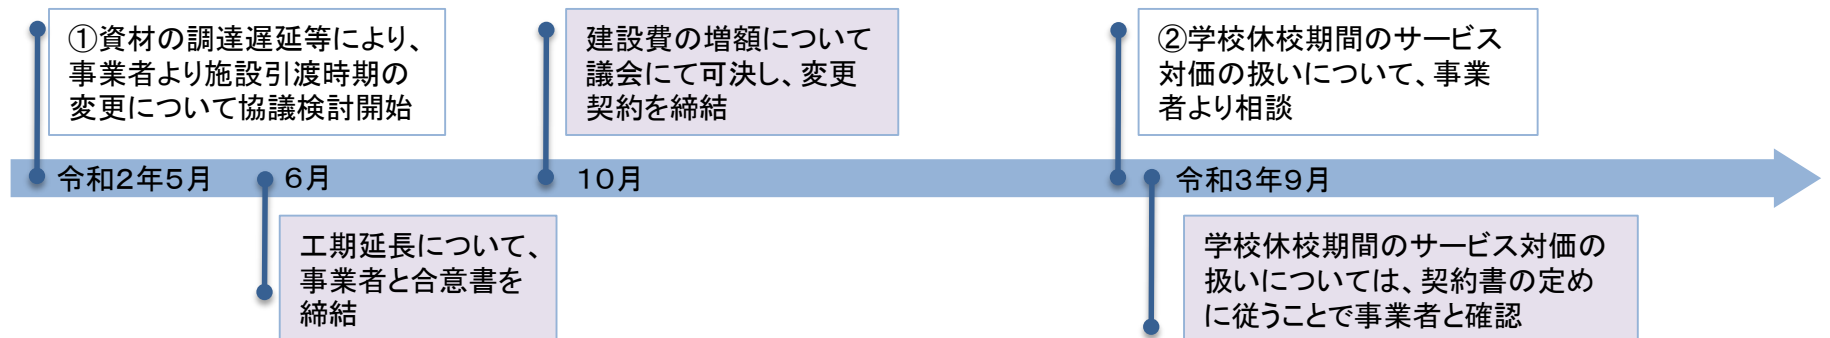 ①資材の調達遅延等により、
事業者より施設引渡時期の
変更について協議検討開始
建設費の増額について
議会にて可決し、変更
契約を締結
②学校休校期間のサービス
対価の扱いについて、事業
者より相談
令和2年5月
6月
10月
令和3年9月
工期延長について、
事業者と合意書を
締結
学校休校期間のサービス対価の
扱いについては、契約書の定め
に従うことで事業者と確認